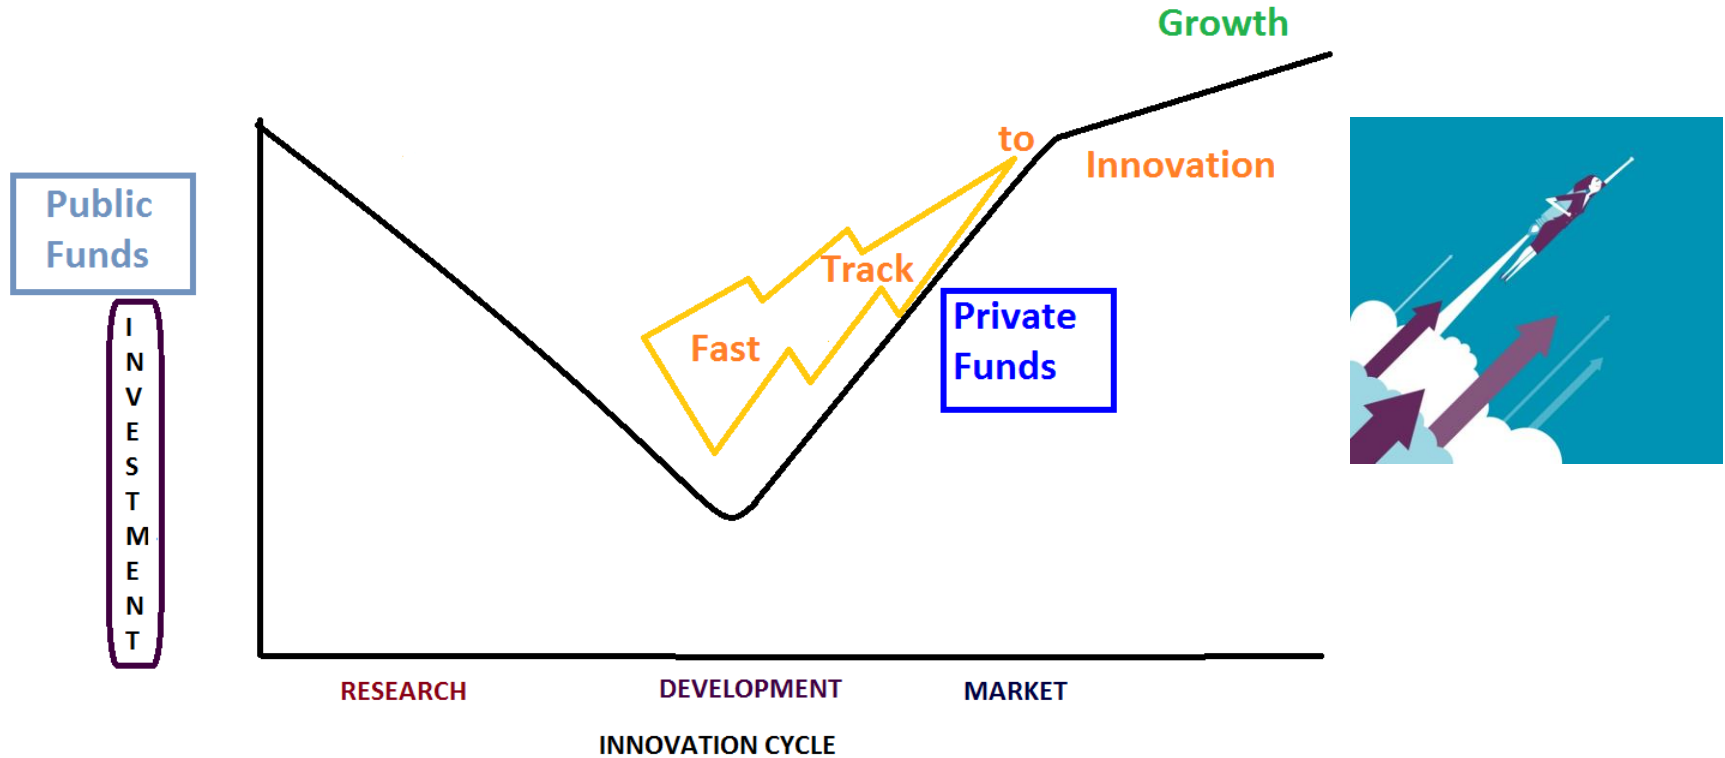 Growth
to
Innovation
Public
Funds
Track
Fast
Private
Funds
I
N
V
E
S
T
M
E
N
T
RESEARCH
DEVELOPMENT
MARKET
INNOVATION CYCLE